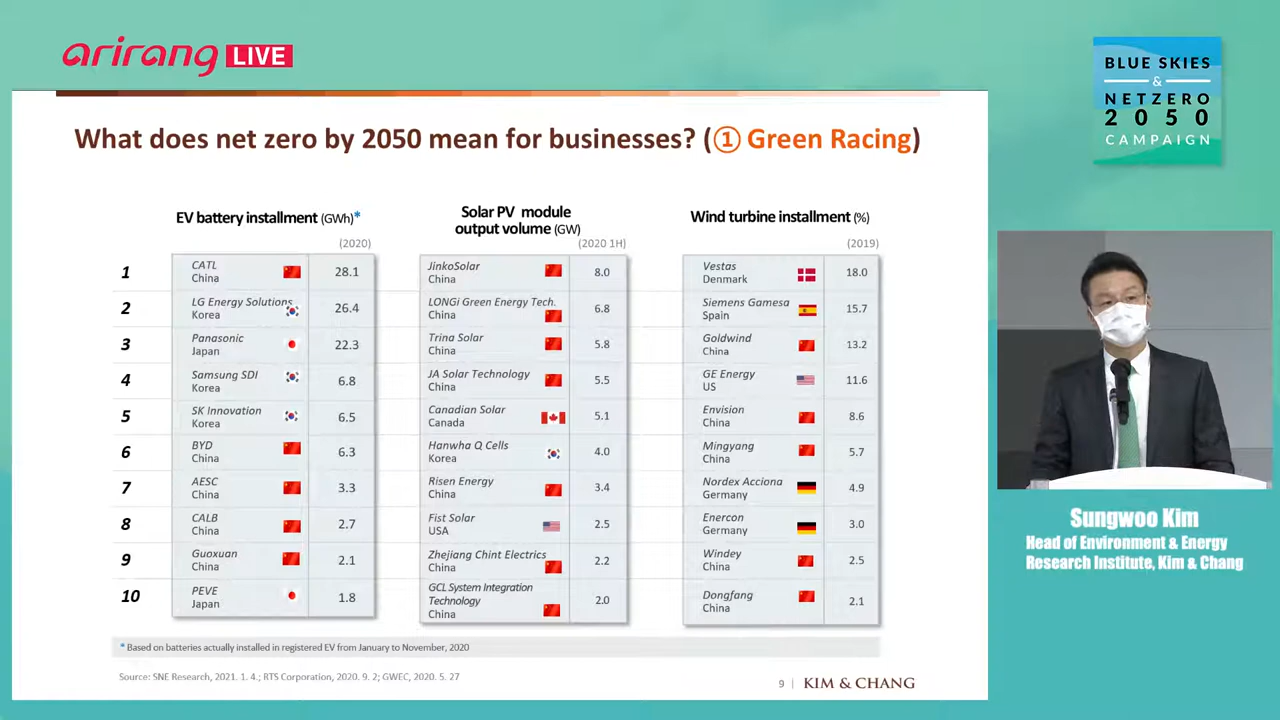 arirang LIVE
BLUE SKIES
&
NETZERO
2050
CAMPAIGN
What does net zero by 2050 mean for businesses? (① Green Racing)
EV battery installment (GWh)*
(2020)
1 CATL China 28.1
2 LG Energy Solutions Korea 26.4
3 Panasonic Japan 22.3
4 Samsung SDI Korea 6.8
5 SK Innovation Korea 6.5
6 BYD China 6.3
7 AESC China 3.3
8 CALB China 2.7
9 Guoxuan China 2.1
10 PEVE Japan 1.8
Solar PV module
output volume (GW)
(2020 1H)
JinkoSolar China 8.0
LONGi Green Energy Tech. China 6.8
Trina Solar China 5.8
JA Solar Technology China 5.5
Canadian Solar Canada 5.1
Hanwha Q Cells Korea 4.0
Risen Energy China 3.4
Fist Solar USA 2.5
Zhejiang Chint Electrics China 2.2
GCL System Integration Technology China 2.0
Wind turbine installment (%)
(2019)
Vestas Denmark 18.0
Siemens Gamesa Spain 15.7
Goldwind China 13.2
GE Energy US 11.6
Envision China 8.6
Mingyang China 5.7
Nordex Acciona Germany 4.9
Enercon Germany 3.0
Windey China 2.5
Dongfang China 2.1
* Based on batteries actually installed in registered EV from January to November, 2020
Source: SNE Research, 2021. 1. 4.; RTS Corporation, 2020. 9. 2; GWEC, 2020. 5. 27
9 | KIM & CHANG
Sungwoo Kim
Head of Environment & Energy
Research Institute, Kim & Chang